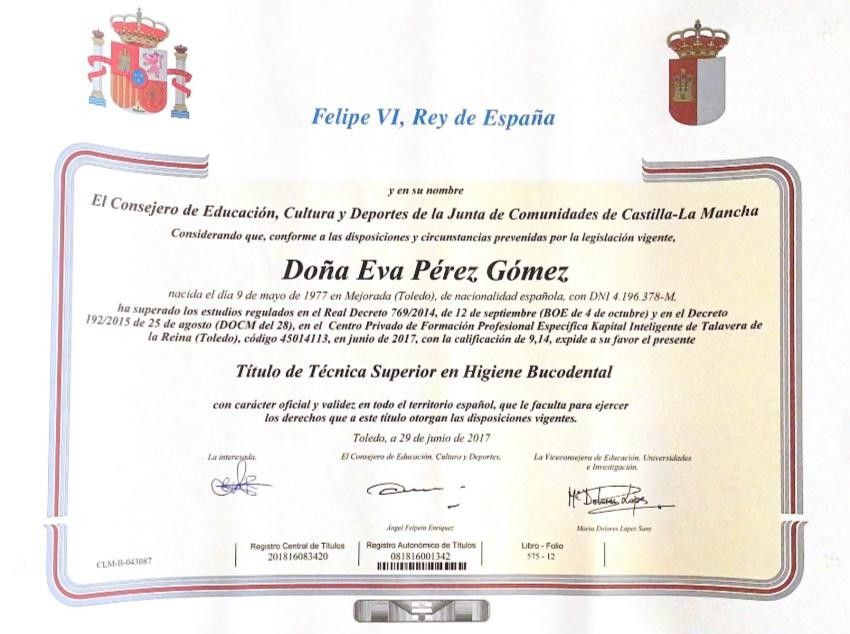 Felipe VI, Rey de España
y en su nombre
El Consejero de Educación, Cultura y Deportes de la Junta de Comunidades de Castilla-La Mancha
Considerando que, conforme a las disposiciones y circunstancias prevenidas por la legislación vigente,
Doña Eva Pérez Gómez
nacida el día 9 de mayo de 1977 en Mejorada (Toledo), de nacionalidad española, con DNI 4.196.378-M.
ha superado los estudios regulados en el Real Decreto 769/2014, de 12 de septiembre (BOE de 4 de octubre) y en el Decreto
192/2015 de 25 de agosto (DOCM del 28), en el Centro Privado de Formación Profesional Específica Kapital Inteligente de Talavera de
la Reina (Toledo), código 45014113, en junio de 2017, con la calificación de 9,14, expide a su favor el presente
Título de Técnica Superior en Higiene Bucodental
con carácter oficial y validez en todo el territorio español, que le faculta para ejercer
los derechos que a este título otorgan las disposiciones vigentes.
Toledo, a 29 de junio de 2017
La interesada,
El Consejero de Educación, Cultura y Deportes,
La Viceconsejera de Educación, Universidades
e Investigación,
Mª Dolores López
Ángel Felpeto Enríquez
María Dolores López Sanz
CLM-B-043087
Registro Central de Títulos
201816083420
Registro Autonómico de Títulos
081816001342
Libro - Folio
575 - 12